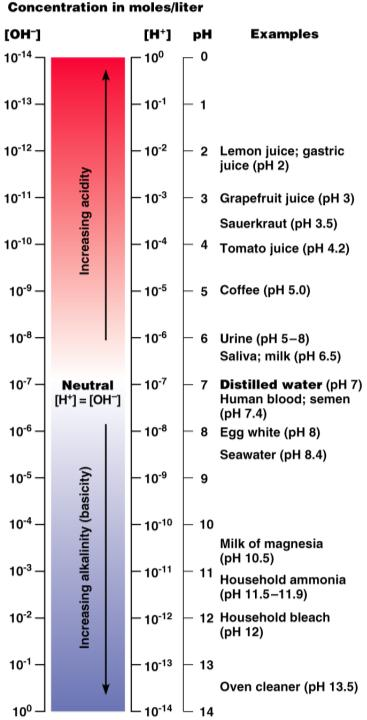 Concentration in moles/liter
[OH⁻] [H⁺] pH Examples
10⁻¹⁴ 10⁰ 0
10⁻¹³ 10⁻¹ 1
10⁻¹² 10⁻² 2 Lemon juice; gastric
juice (pH 2)
10⁻¹¹ 10⁻³ 3 Grapefruit juice (pH 3)
Sauerkraut (pH 3.5)
10⁻¹⁰ 10⁻⁴ 4 Tomato juice (pH 4.2)
Increasing acidity
10⁻⁹ 10⁻⁵ 5 Coffee (pH 5.0)
10⁻⁸ 10⁻⁶ 6 Urine (pH 5–8)
Saliva; milk (pH 6.5)
10⁻⁷ Neutral 10⁻⁷ 7 Distilled water (pH 7)
[H⁺] = [OH⁻] Human blood; semen
(pH 7.4)
10⁻⁶ 10⁻⁸ 8 Egg white (pH 8)
Seawater (pH 8.4)
10⁻⁵ 10⁻⁹ 9
10⁻⁴ 10⁻¹⁰ 10
Increasing alkalinity (basicity)
Milk of magnesia
(pH 10.5)
10⁻³ 10⁻¹¹ 11
Household ammonia
(pH 11.5–11.9)
10⁻² 10⁻¹² 12 Household bleach
(pH 12)
10⁻¹ 10⁻¹³ 13
Oven cleaner (pH 13.5)
10⁰ 10⁻¹⁴ 14